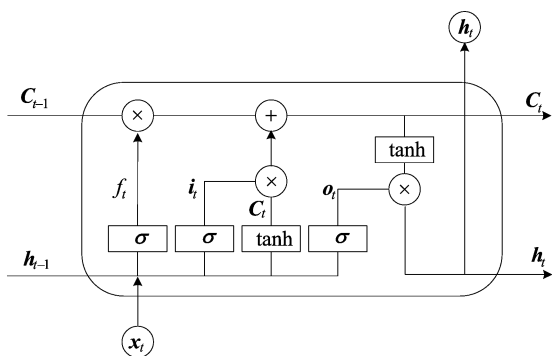 h_t
C_{t-1}
C_t
×
+
tanh
f_t
i_t
×
o_t
×
C_t
σ
σ
tanh
σ
h_{t-1}
h_t
x_t